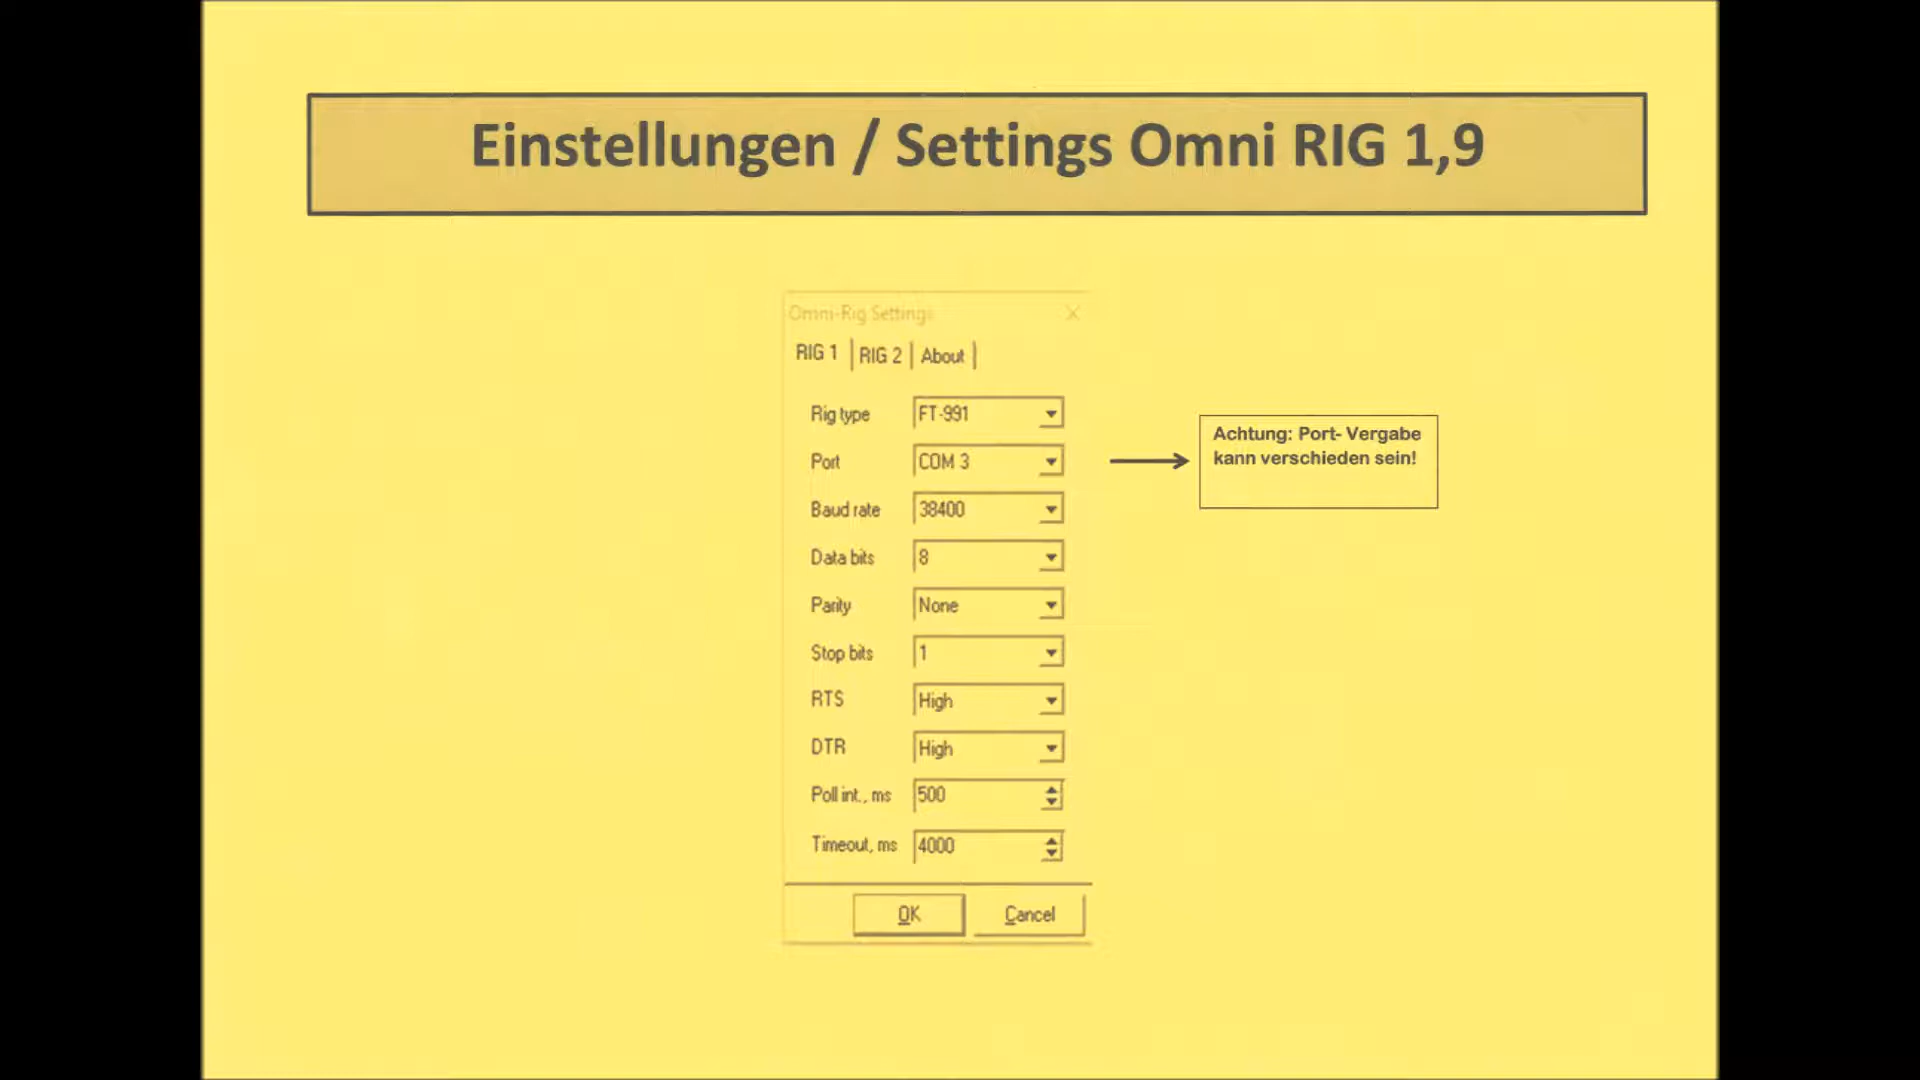 Einstellungen / Settings Omni RIG 1,9
Omni-Rig Settings
RIG 1 RIG 2 About
Rig type FT-991
Port COM 3
Achtung: Port- Vergabe
kann verschieden sein!
Baud rate 38400
Data bits 8
Parity None
Stop bits 1
RTS High
DTR High
Poll int., ms 500
Timeout, ms 4000
OK Cancel